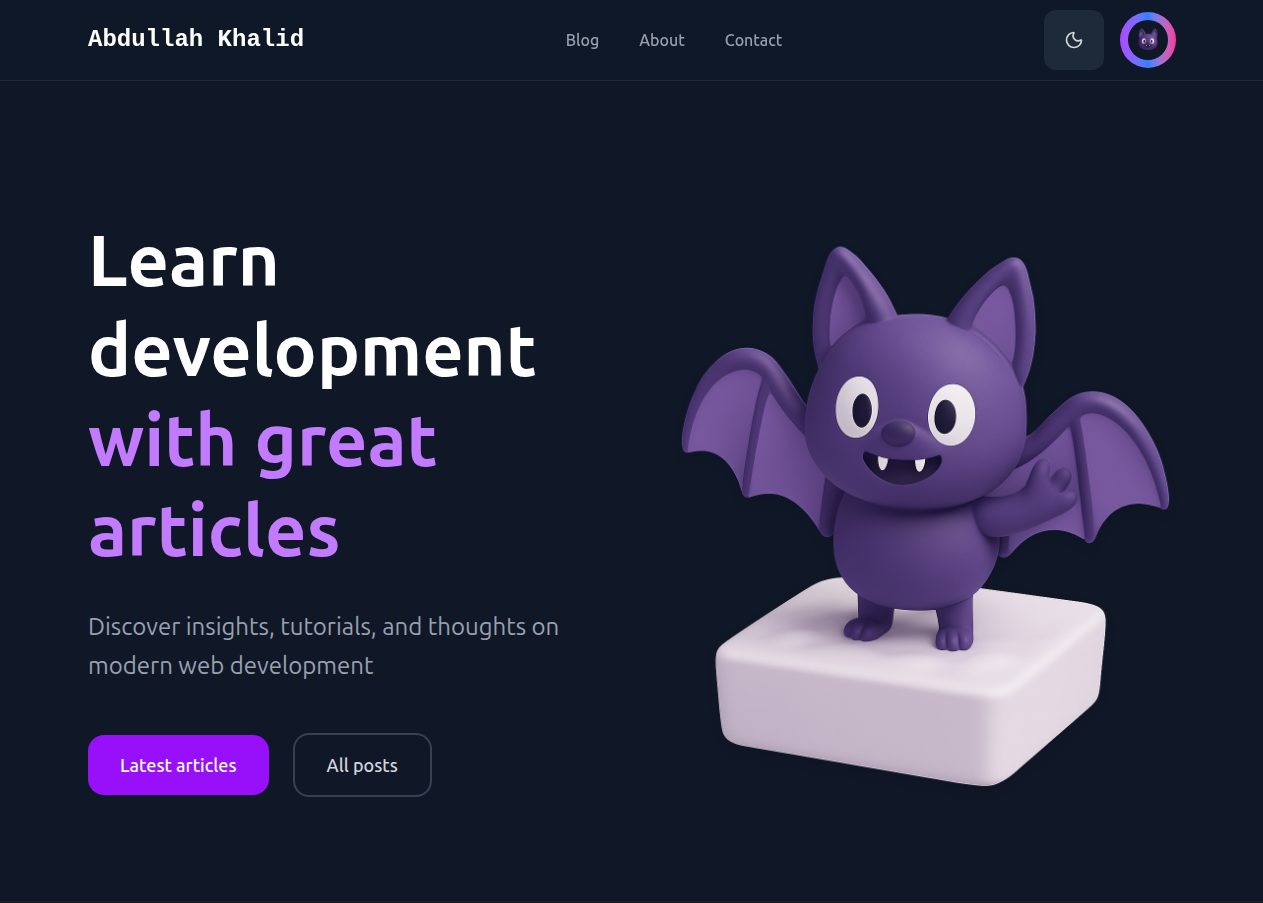 Abdullah Khalid
Blog
About
Contact
Learn
development
with great
articles
Discover insights, tutorials, and thoughts on
modern web development
Latest articles
All posts